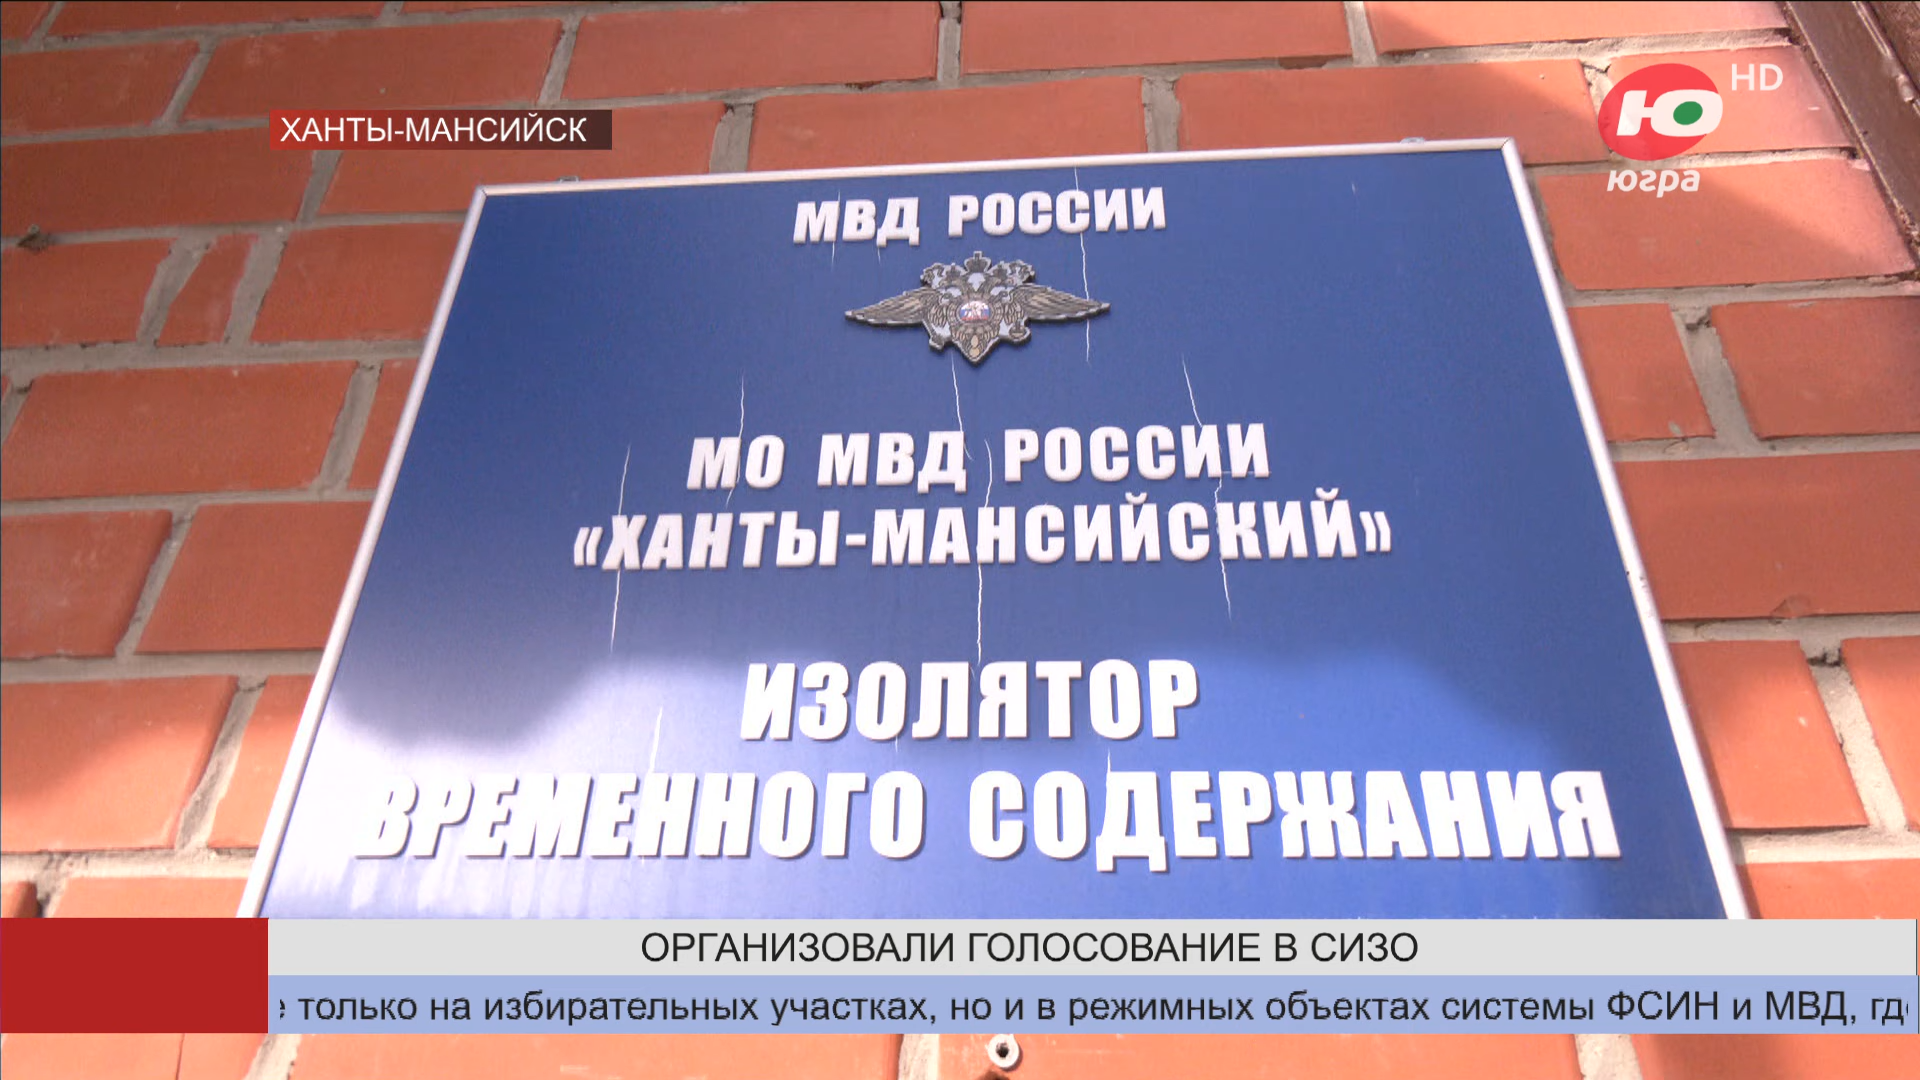 ХАНТЫ-МАНСИЙСК
Ю HD
югра
МВД РОССИИ
МО МВД РОССИИ
«ХАНТЫ-МАНСИЙСКИЙ»
ИЗОЛЯТОР
ВРЕМЕННОГО СОДЕРЖАНИЯ
ОРГАНИЗОВАЛИ ГОЛОСОВАНИЕ В СИЗО
только на избирательных участках, но и в режимных объектах системы ФСИН и МВД,